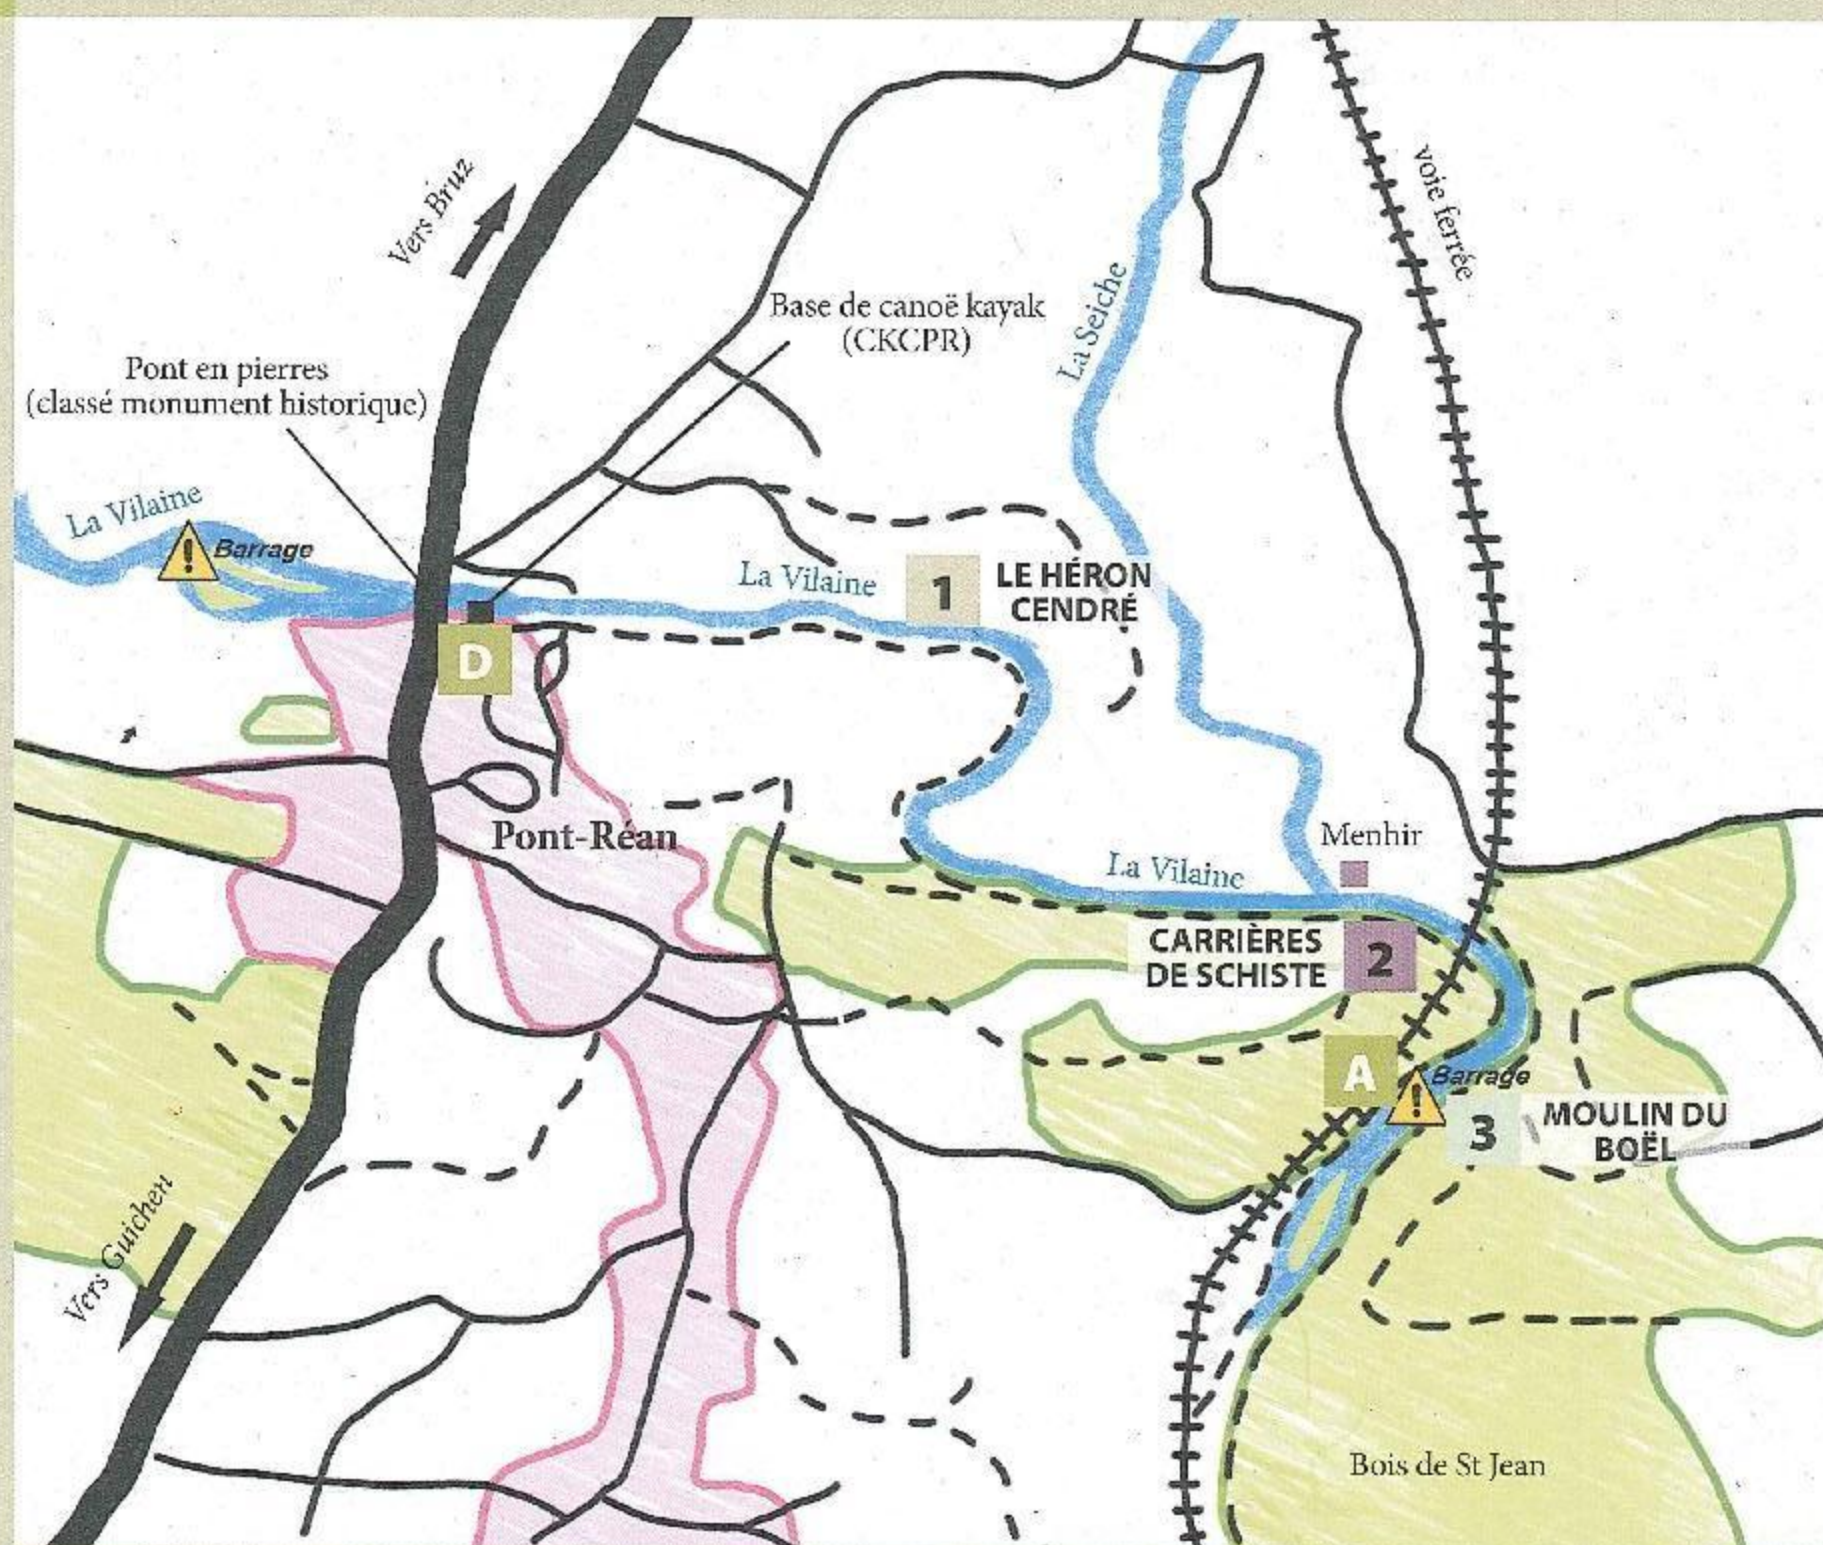 Vers Bruz
voie ferrée
La Seiche
Base de canoë kayak
(CKCPR)
Pont en pierres
(classé monument historique)
La Vilaine
Barrage
La Vilaine
1
LE HÉRON
CENDRÉ
D
Pont-Réan
Menhir
La Vilaine
CARRIÈRES
DE SCHISTE
2
A
Barrage
3
MOULIN DU
BOËL
Vers Guichen
Bois de St Jean